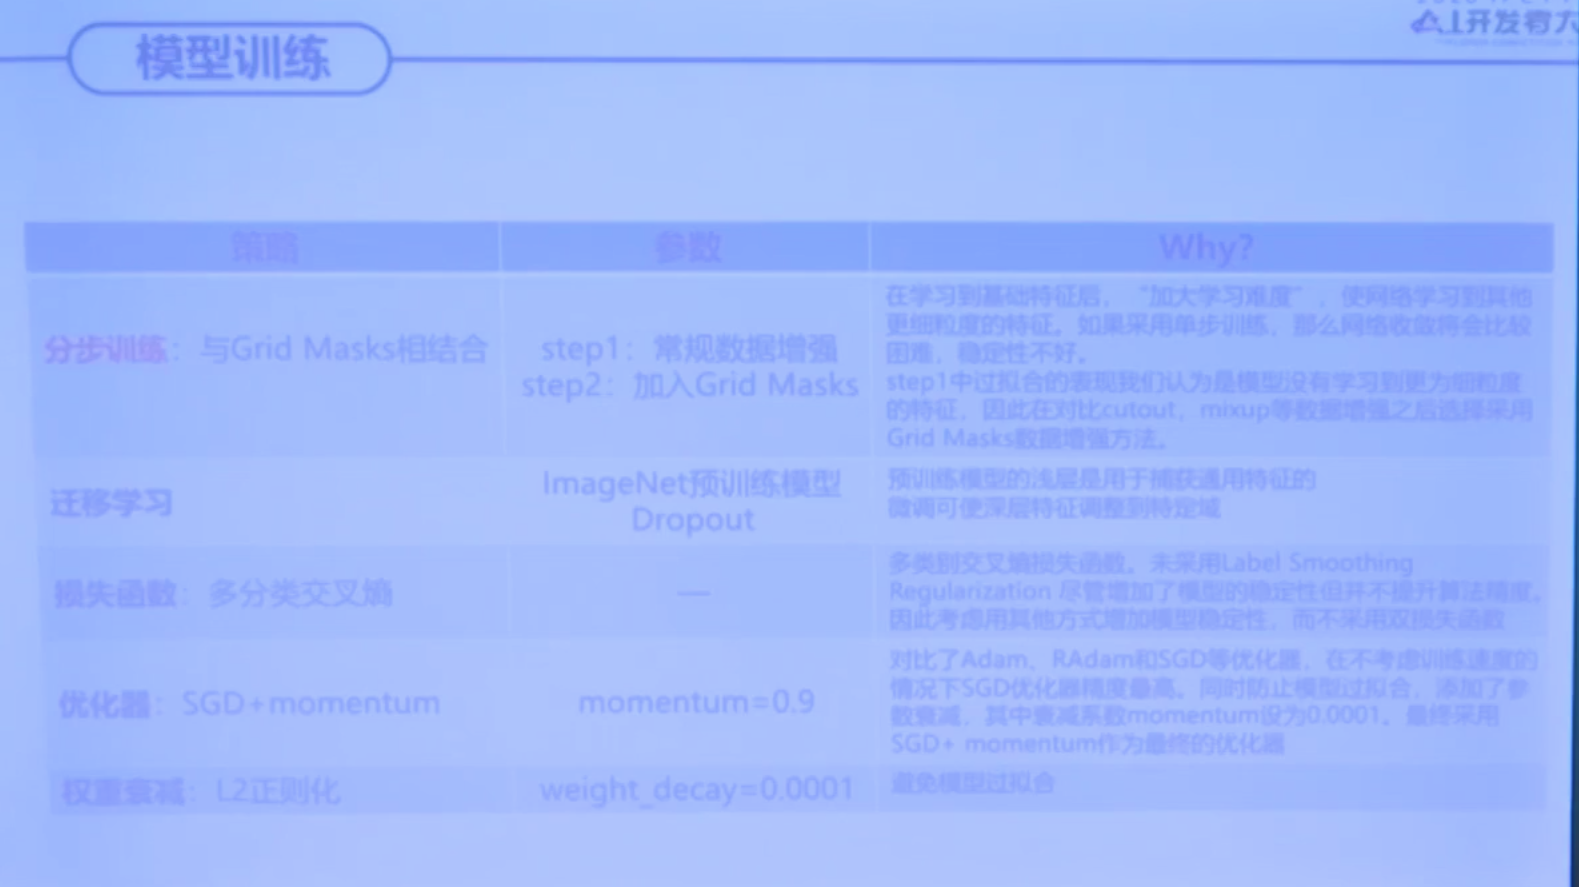 模型训练
开发者大
策略 参数 Why?
分步训练：与Grid Masks相结合
step1：常规数据增强
step2：加入Grid Masks
在学习到基础特征后，“加大学习难度”，使网络学习到其他
更细粒度的特征。如果采用单步训练，那么网络收敛将会比较
困难，稳定性不好。
step1中过拟合的表现我们认为是模型没有学习到更为细粒度
的特征，因此在对比cutout，mixup等数据增强之后选择采用
Grid Masks数据增强方法。
迁移学习
ImageNet预训练模型
Dropout
预训练模型的浅层是用于捕获通用特征的
微调可使深层特征调整到特定域
损失函数：多分类交叉熵
—
多类别交叉熵损失函数。未采用Label Smoothing
Regularization 尽管增加了模型的稳定性但并不提升算法精度。
因此考虑用其他方式增加模型稳定性，而不采用双损失函数
优化器：SGD+momentum
momentum=0.9
对比了Adam、RAdam和SGD等优化器，在不考虑训练速度的
情况下SGD优化器精度最高。同时防止模型过拟合，添加了参
数衰减，其中衰减系数momentum设为0.0001。最终采用
SGD+ momentum作为最终的优化器
权重衰减：L2正则化
weight_decay=0.0001
避免模型过拟合